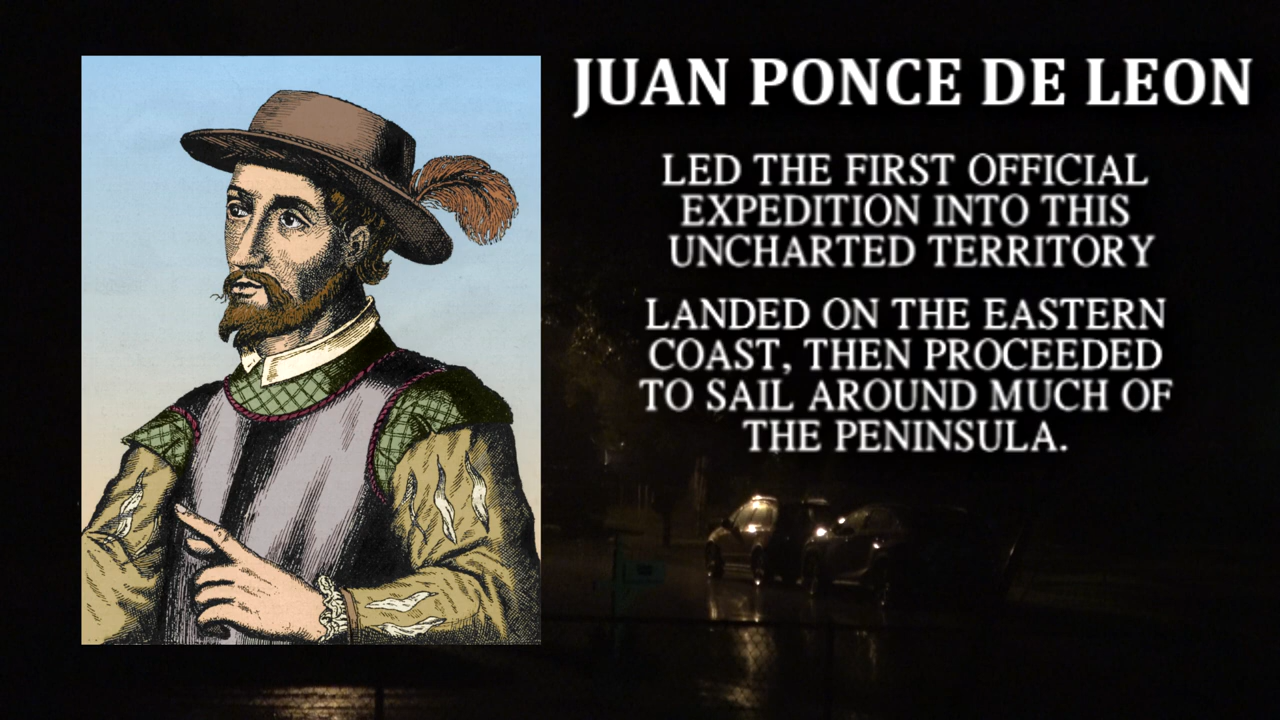 JUAN PONCE DE LEON
LED THE FIRST OFFICIAL
EXPEDITION INTO THIS
UNCHARTED TERRITORY
LANDED ON THE EASTERN
COAST, THEN PROCEEDED
TO SAIL AROUND MUCH OF
THE PENINSULA.